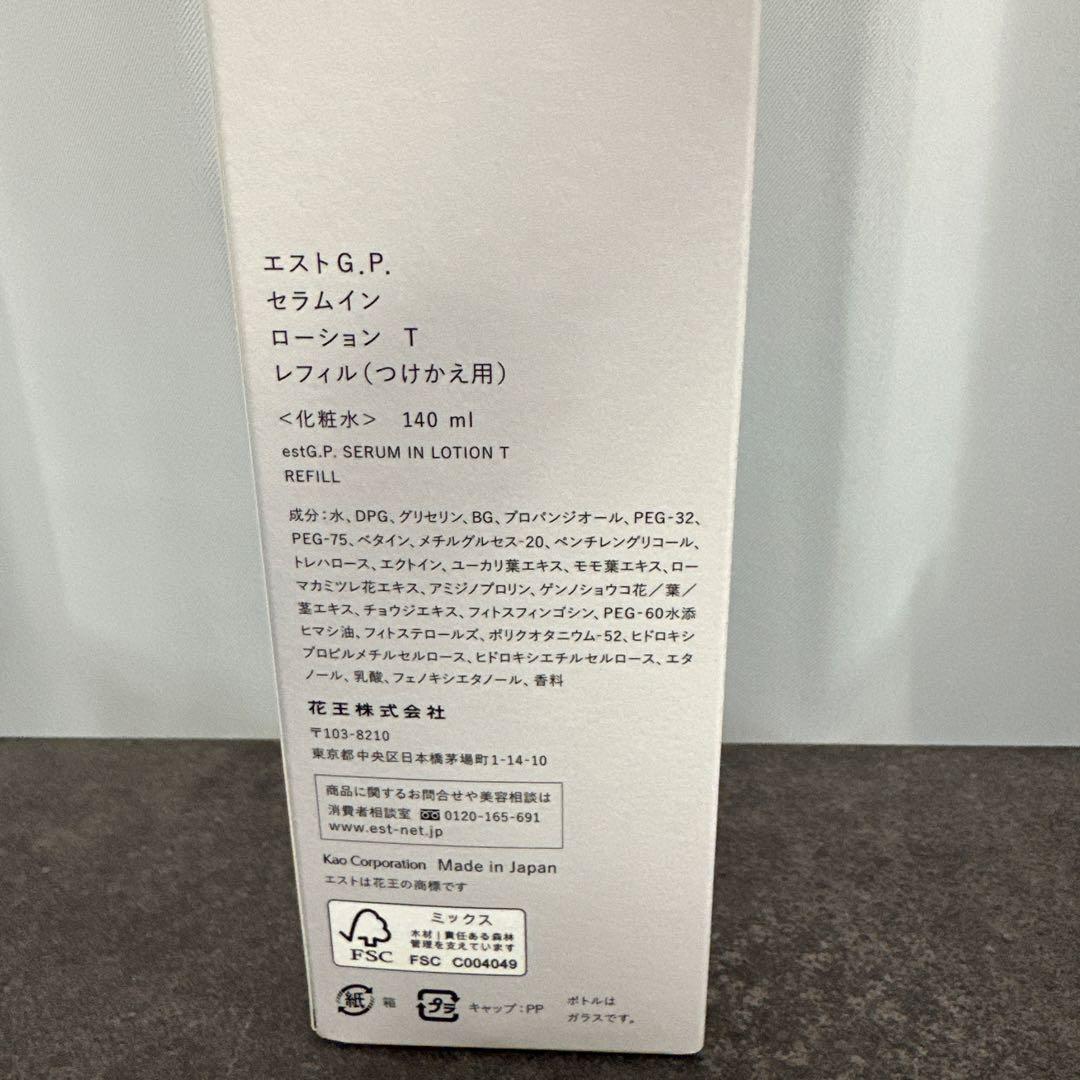 エストG.P.
セラムイン
ローション T
レフィル(つけかえ用)
<化粧水> 140 ml
estG.P. SERUM IN LOTION T
REFILL
成分:水、DPG、グリセリン、BG、プロパンジオール、PEG-32、
PEG-75、ベタイン、メチルグルセス-20、ペンチレングリコール、
トレハロース、エクトイン、ユーカリ葉エキス、モモ葉エキス、ロー
マカミツレ花エキス、アミジノプロリン、ゲンノショウコ花/葉/
茎エキス、チョウジエキス、フィトスフィンゴシン、PEG-60水添
ヒマシ油、フィトステロールズ、ポリクオタニウム-52、ヒドロキシ
プロピルメチルセルロース、ヒドロキシエチルセルロース、エタ
ノール、乳酸、フェノキシエタノール、香料
花王株式会社
〒103-8210
東京都中央区日本橋茅場町1-14-10
商品に関するお問合せや美容相談は
消費者相談室 0120-165-691
www.est-net.jp
Kao Corporation Made in Japan
エストは花王の商標です
ミックス
木材|責任ある森林
管理を支えています
FSC FSC C004049
紙 箱 プラ キャップ:PP ボトルは
ガラスです。